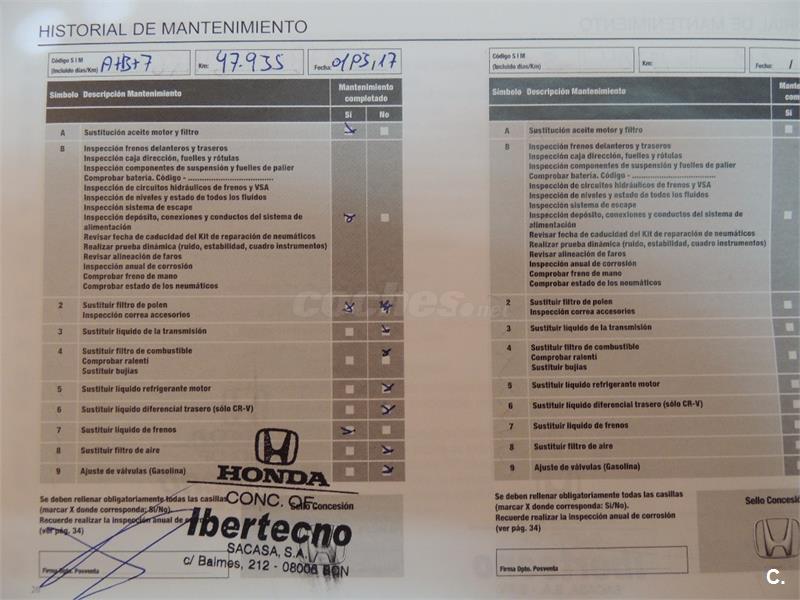 HISTORIAL DE MANTENIMIENTO
Código S I M
(Incluido días/Km) A+B+7
Km: 47.935
Fecha: 01/03/17
Símbolo Descripción Mantenimiento Mantenimiento completado
Sí No
A Sustitución aceite motor y filtro
B Inspección frenos delanteros y traseros
Inspección caja dirección, fuelles y rótulas
Inspección componentes de suspensión y fuelles de palier
Comprobar batería. Código - ......................................
Inspección de circuitos hidráulicos de frenos y VSA
Inspección de niveles y estado de todos los fluidos
Inspección sistema de escape
Inspección depósito, conexiones y conductos del sistema de
alimentación
Revisar fecha de caducidad del Kit de reparación de neumáticos
Realizar prueba dinámica (ruido, estabilidad, cuadro instrumentos)
Revisar alineación de faros
Inspección anual de corrosión
Comprobar freno de mano
Comprobar estado de los neumáticos
2 Sustituir filtro de polen
Inspección correa accesorios
3 Sustituir líquido de la transmisión
4 Sustituir filtro de combustible
Comprobar ralentí
Sustituir bujías
5 Sustituir líquido refrigerante motor
6 Sustituir líquido diferencial trasero (sólo CR-V)
7 Sustituir líquido de frenos
8 Sustituir filtro de aire
9 Ajuste de válvulas (Gasolina)
Se deben rellenar obligatoriamente todas las casillas
(marcar X donde corresponda: Sí/No).
Recuerde realizar la inspección anual de
(ver pág. 34)
Sello Concesión
HONDA
CONC. OF.
Ibertecno
SACASA, S.A.
c/ Balmes, 212 - 08006 BCN
Firma Dpto. Postventa
Código S I M
(Incluido días/Km)
Km:
Fecha: /
Símbolo Descripción Mantenimiento
Sí
A Sustitución aceite motor y filtro
B Inspección frenos delanteros y traseros
Inspección caja dirección, fuelles y rótulas
Inspección componentes de suspensión y fuelles de palier
Comprobar batería. Código - ......................................
Inspección de circuitos hidráulicos de frenos y VSA
Inspección de niveles y estado de todos los fluidos
Inspección sistema de escape
Inspección depósito, conexiones y conductos del sistema de
alimentación
Revisar fecha de caducidad del Kit de reparación de neumáticos
Realizar prueba dinámica (ruido, estabilidad, cuadro instrumentos)
Revisar alineación de faros
Inspección anual de corrosión
Comprobar freno de mano
Comprobar estado de los neumáticos
2 Sustituir filtro de polen
Inspección correa accesorios
3 Sustituir líquido de la transmisión
4 Sustituir filtro de combustible
Comprobar ralentí
Sustituir bujías
5 Sustituir líquido refrigerante motor
6 Sustituir líquido diferencial trasero (sólo CR-V)
7 Sustituir líquido de frenos
8 Sustituir filtro de aire
9 Ajuste de válvulas (Gasolina)
Se deben rellenar obligatoriamente todas las casillas
(marcar X donde corresponda: Sí/No).
Recuerde realizar la inspección anual de corrosión
(ver pág. 34)
Sello Concesió
Firma Dpto. Postventa
coches.net
C.